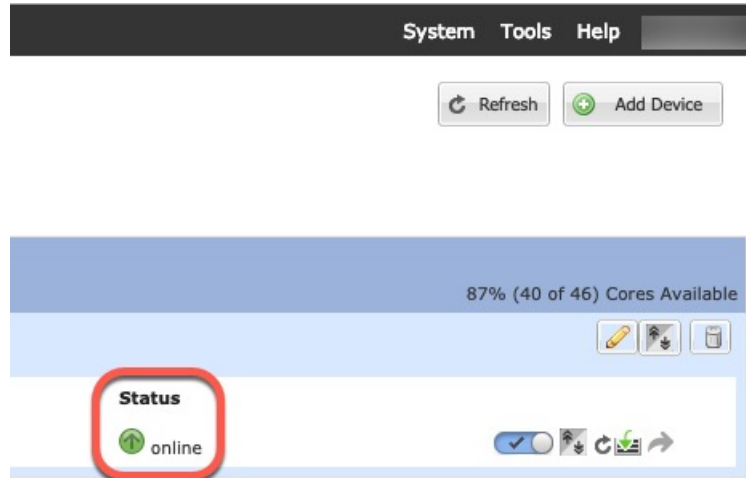 System Tools Help
Refresh Add Device
87% (40 of 46) Cores Available
Status
online